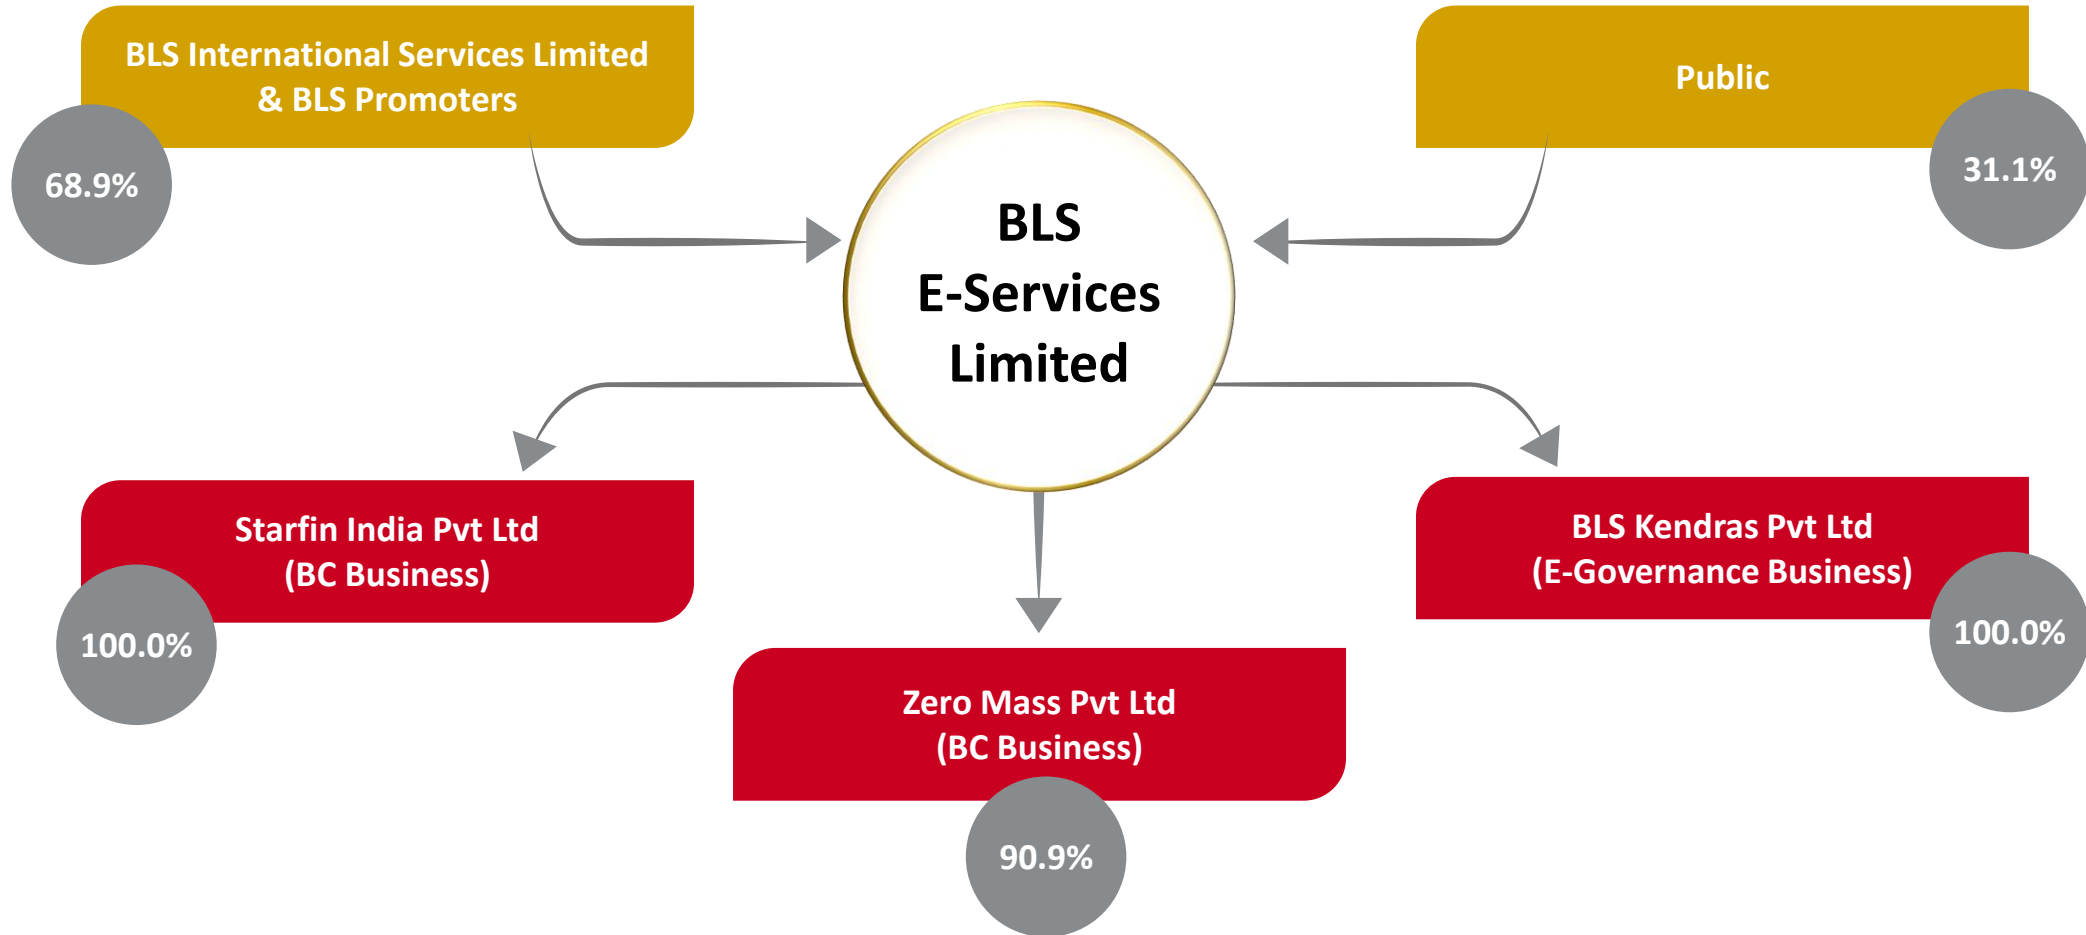 BLS International Services Limited
& BLS Promoters
68.9%
Public
31.1%
BLS
E-Services
Limited
Starfin India Pvt Ltd
(BC Business)
100.0%
BLS Kendras Pvt Ltd
(E-Governance Business)
100.0%
Zero Mass Pvt Ltd
(BC Business)
90.9%